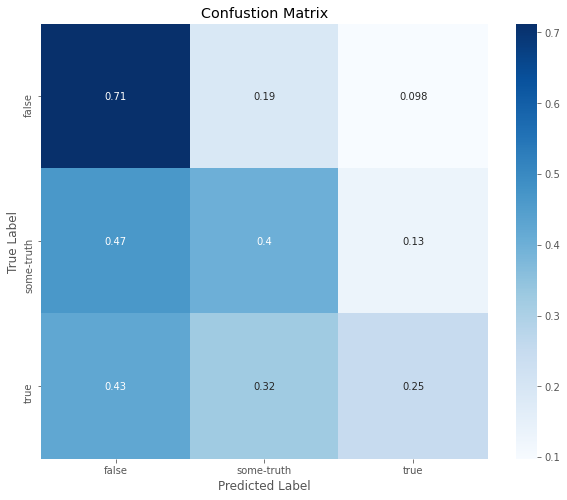 Confustion Matrix
True Label
false
0.71 0.19 0.098
0.7
0.6
0.5
some-truth
0.47 0.4 0.13
0.4
0.3
true
0.43 0.32 0.25
0.2
0.1
false some-truth true
Predicted Label